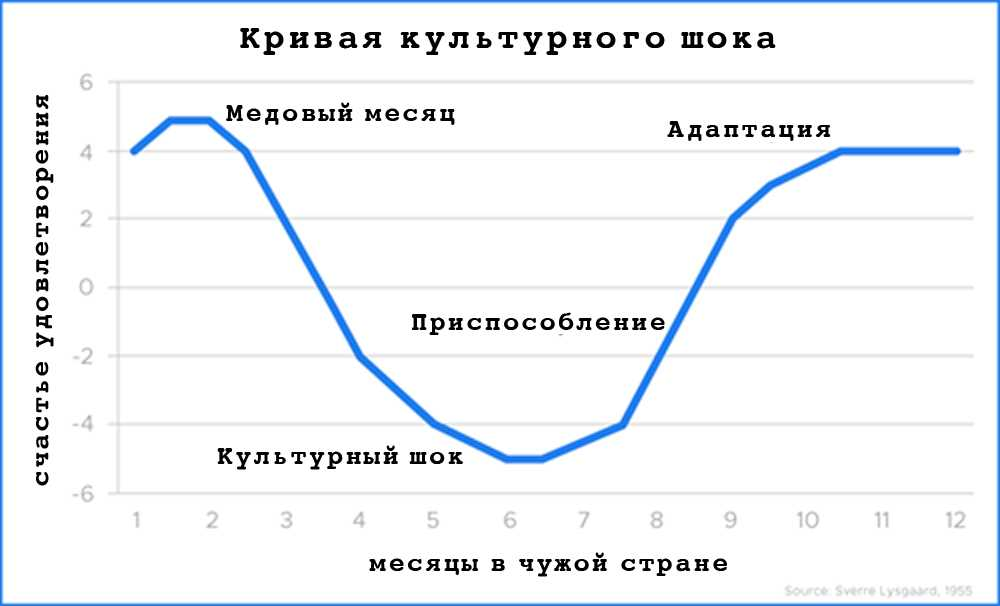 Кривая культурного шока
счастье удовлетворения
6
4
2
0
-2
-4
-6
Медовый месяц
Адаптация
Приспособление
Культурный шок
1 2 3 4 5 6 7 8 9 10 11 12
месяцы в чужой стране
Source: Sverre Lysgaard, 1955